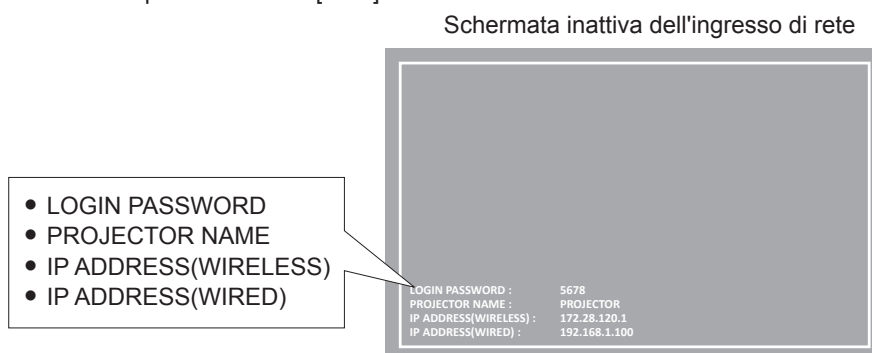 Schermata inattiva dell'ingresso di rete
● LOGIN PASSWORD
● PROJECTOR NAME
● IP ADDRESS(WIRELESS)
● IP ADDRESS(WIRED)
LOGIN PASSWORD : 5678
PROJECTOR NAME : PROJECTOR
IP ADDRESS(WIRELESS) : 172.28.120.1
IP ADDRESS(WIRED) : 192.168.1.100